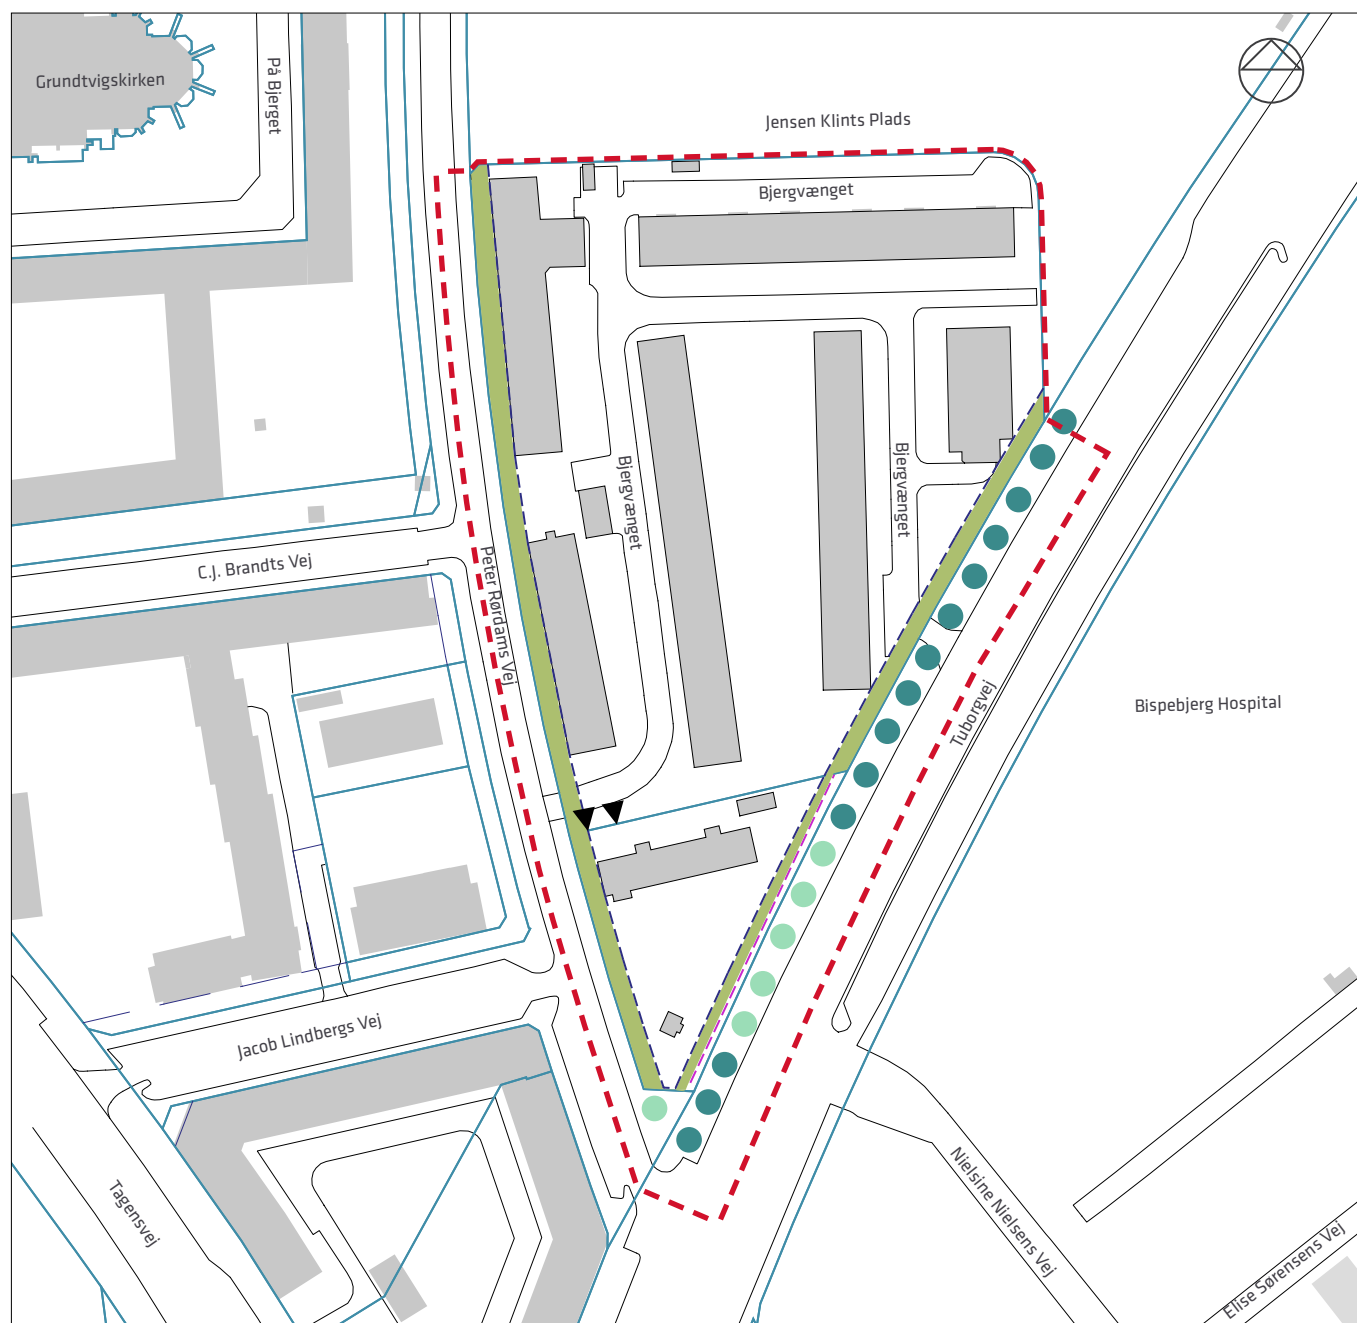 Grundtvigskirken
På Bjerget
Jensen Klints Plads
Bjergvænget
Bjergvænget
Bjergvænget
C.J. Brandts Vej
Peter Rørdams Vej
Tuborgvej
Bispebjerg Hospital
Jacob Lindbergs Vej
Tagensvej
Nielsine Nielsens Vej
Elise Sørensens Vej